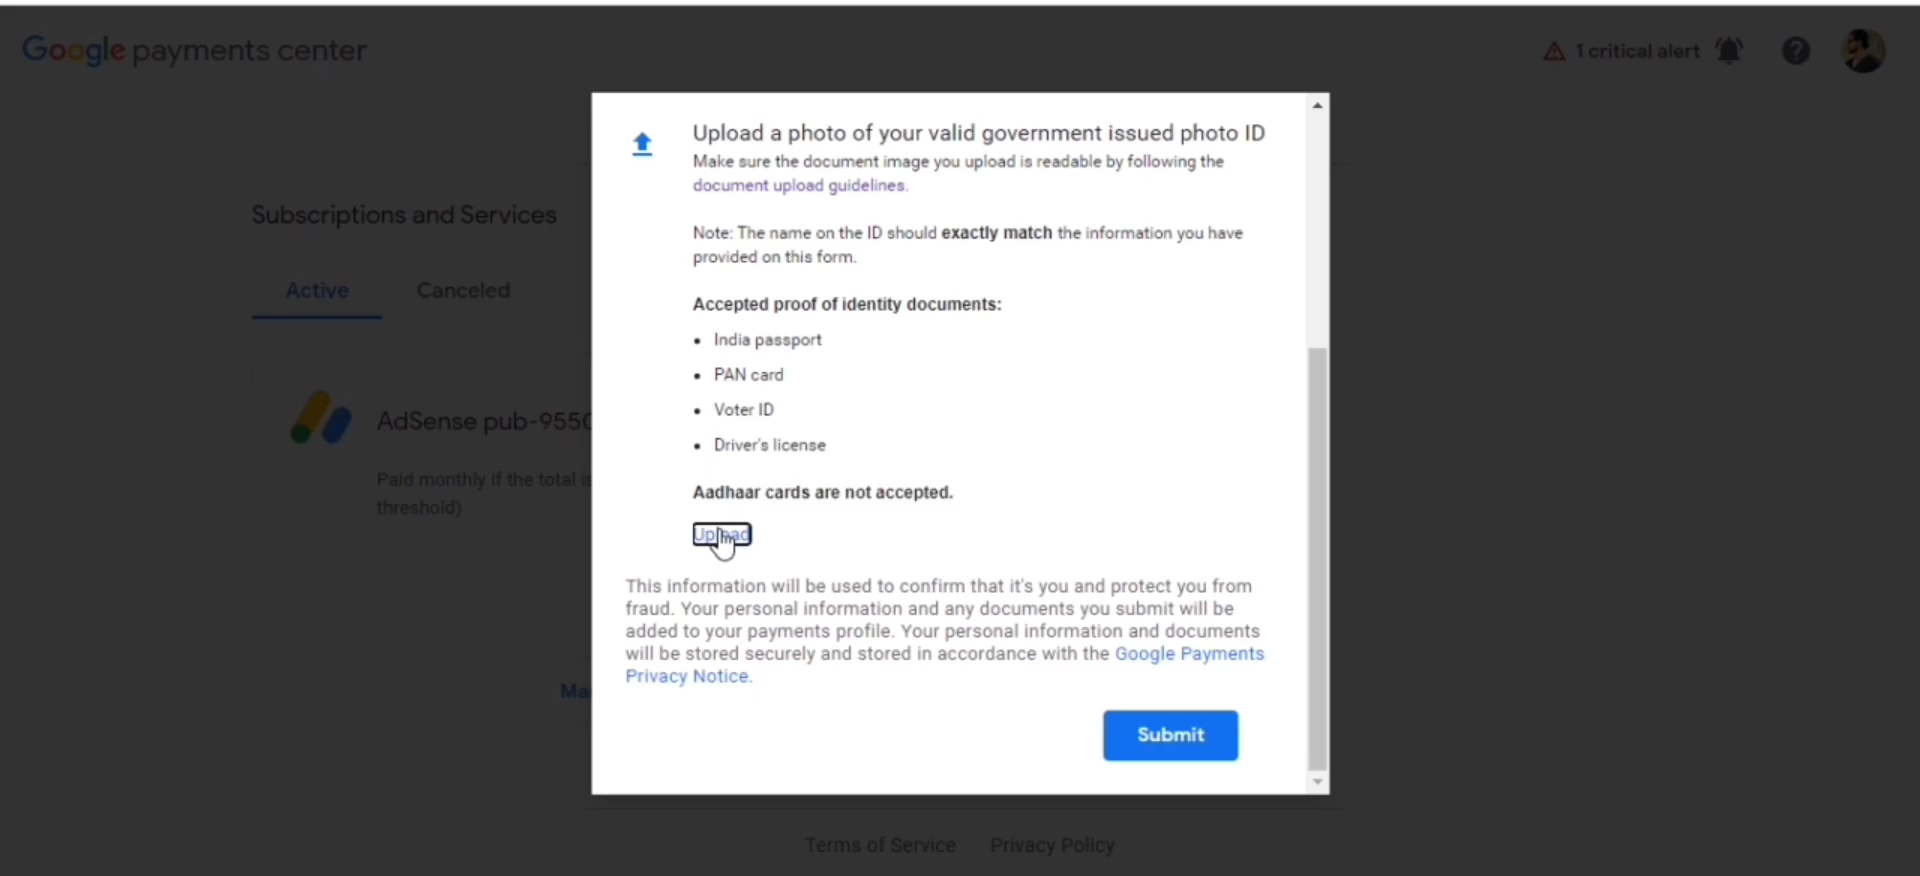 Google payments center
1 critical alert
Upload a photo of your valid government issued photo ID
Make sure the document image you upload is readable by following the
document upload guidelines.
Subscriptions and Services
Note: The name on the ID should exactly match the information you have
provided on this form.
Active Canceled
Accepted proof of identity documents:
• India passport
• PAN card
• Voter ID
• Driver's license
AdSense pub-9550
Paid monthly if the total is
threshold)
Aadhaar cards are not accepted.
Upload
This information will be used to confirm that it's you and protect you from
fraud. Your personal information and any documents you submit will be
added to your payments profile. Your personal information and documents
will be stored securely and stored in accordance with the Google Payments
Privacy Notice.
Submit
Terms of Service Privacy Policy